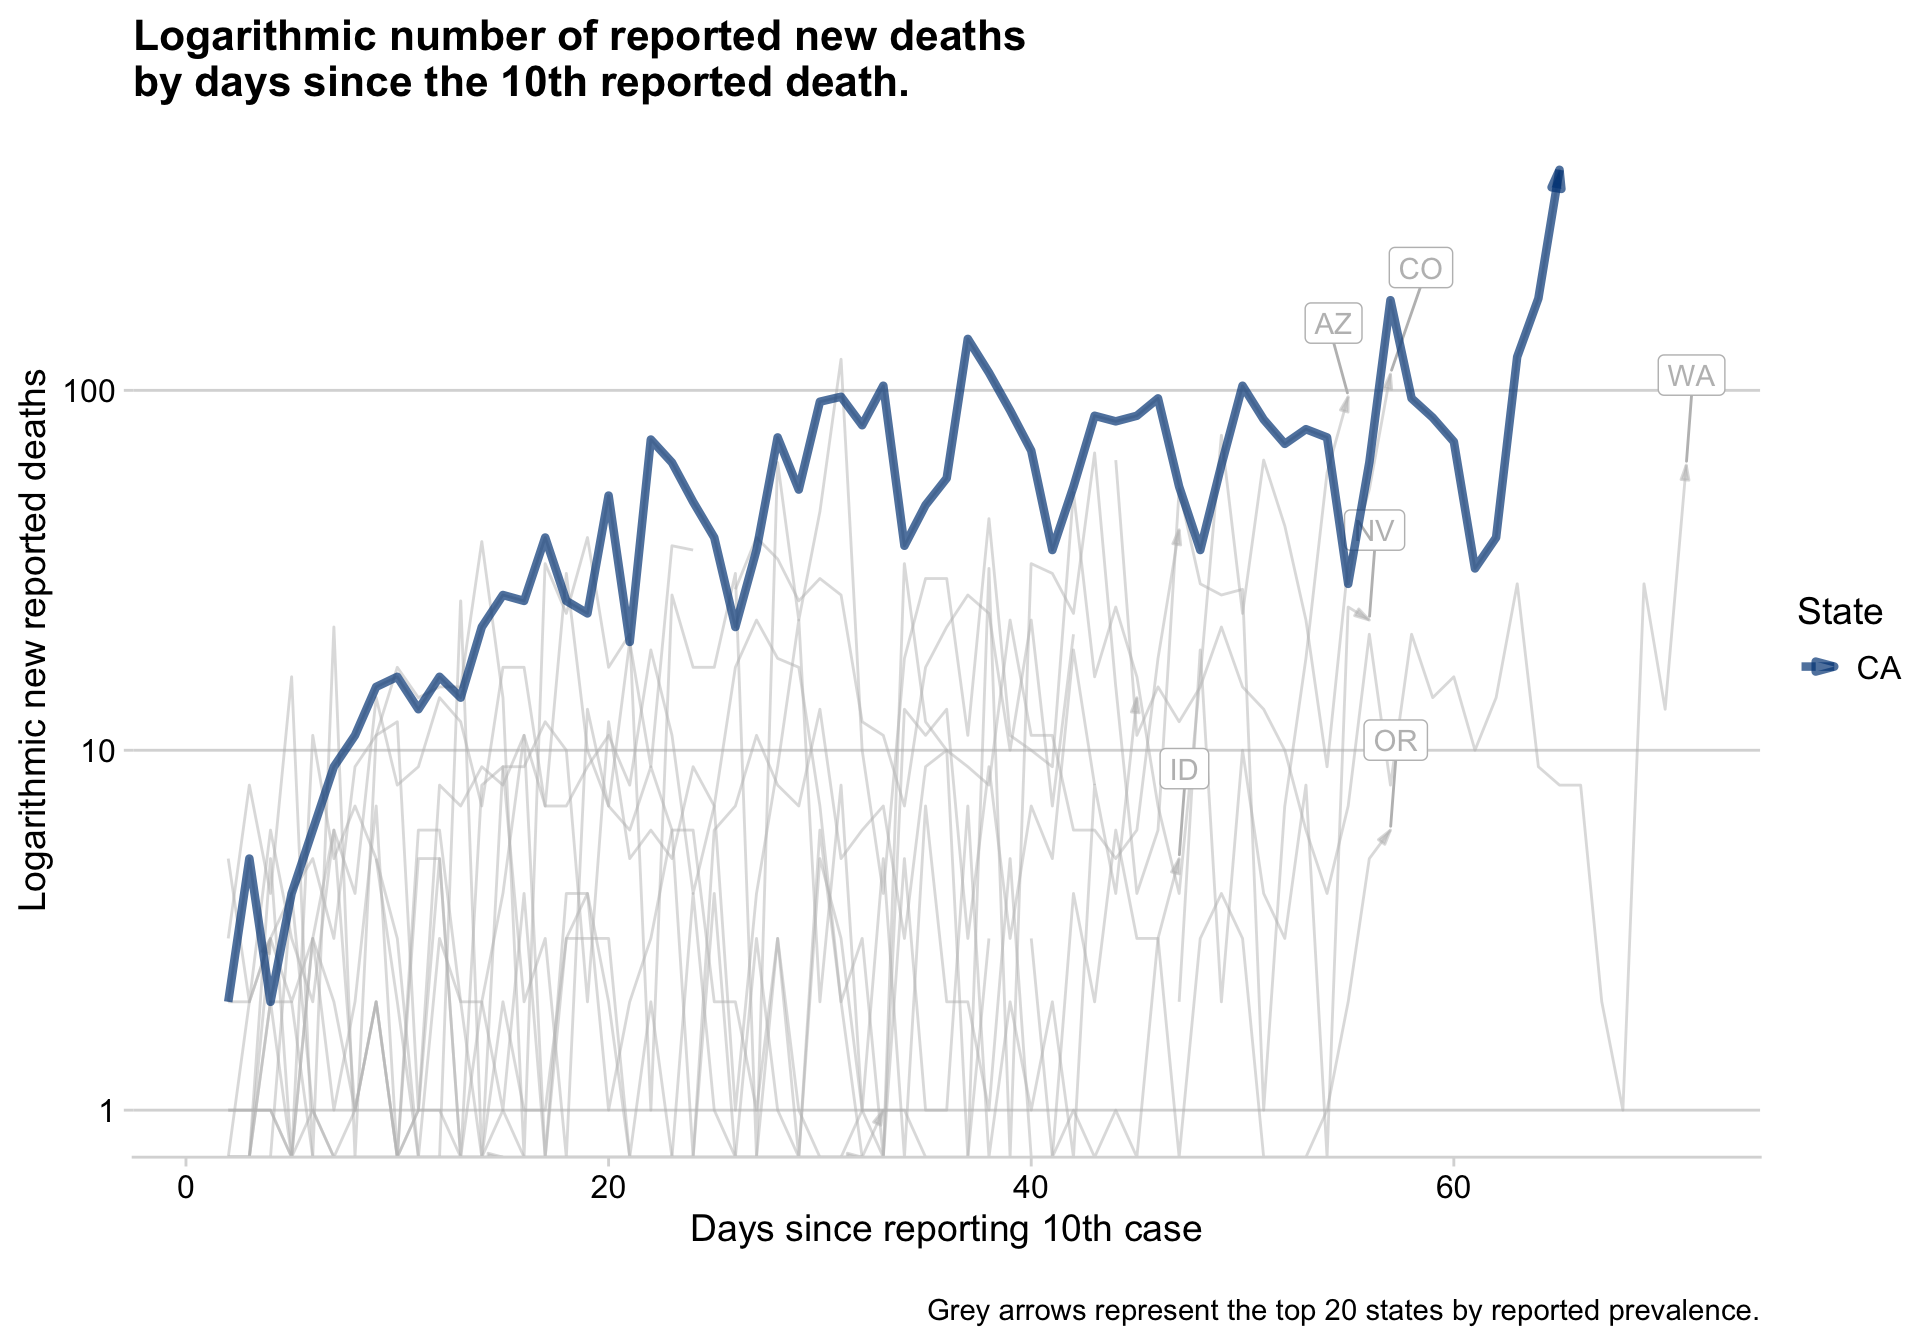 Logarithmic number of reported new deaths
by days since the 10th reported death.
Logarithmic new reported deaths
100
10
1
CO
AZ
WA
NV
OR
ID
State
CA
0
20
40
60
Days since reporting 10th case
Grey arrows represent the top 20 states by reported prevalence.